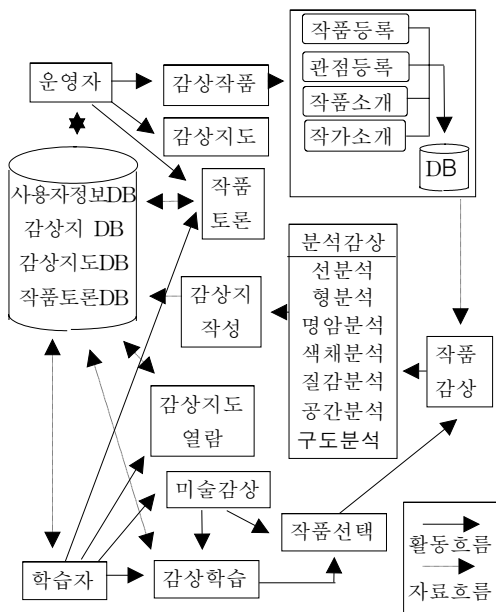 작품등록
관점등록
작품소개
작가소개
DB
운영자
감상작품
감상지도
작품
토론
사용자정보DB
감상지 DB
감상지도DB
작품토론DB
감상지
작성
분석감상
선분석
형분석
명암분석
색채분석
질감분석
공간분석
구도분석
작품
감상
감상지도
열람
미술감상
작품선택
학습자
감상학습
활동흐름
자료흐름